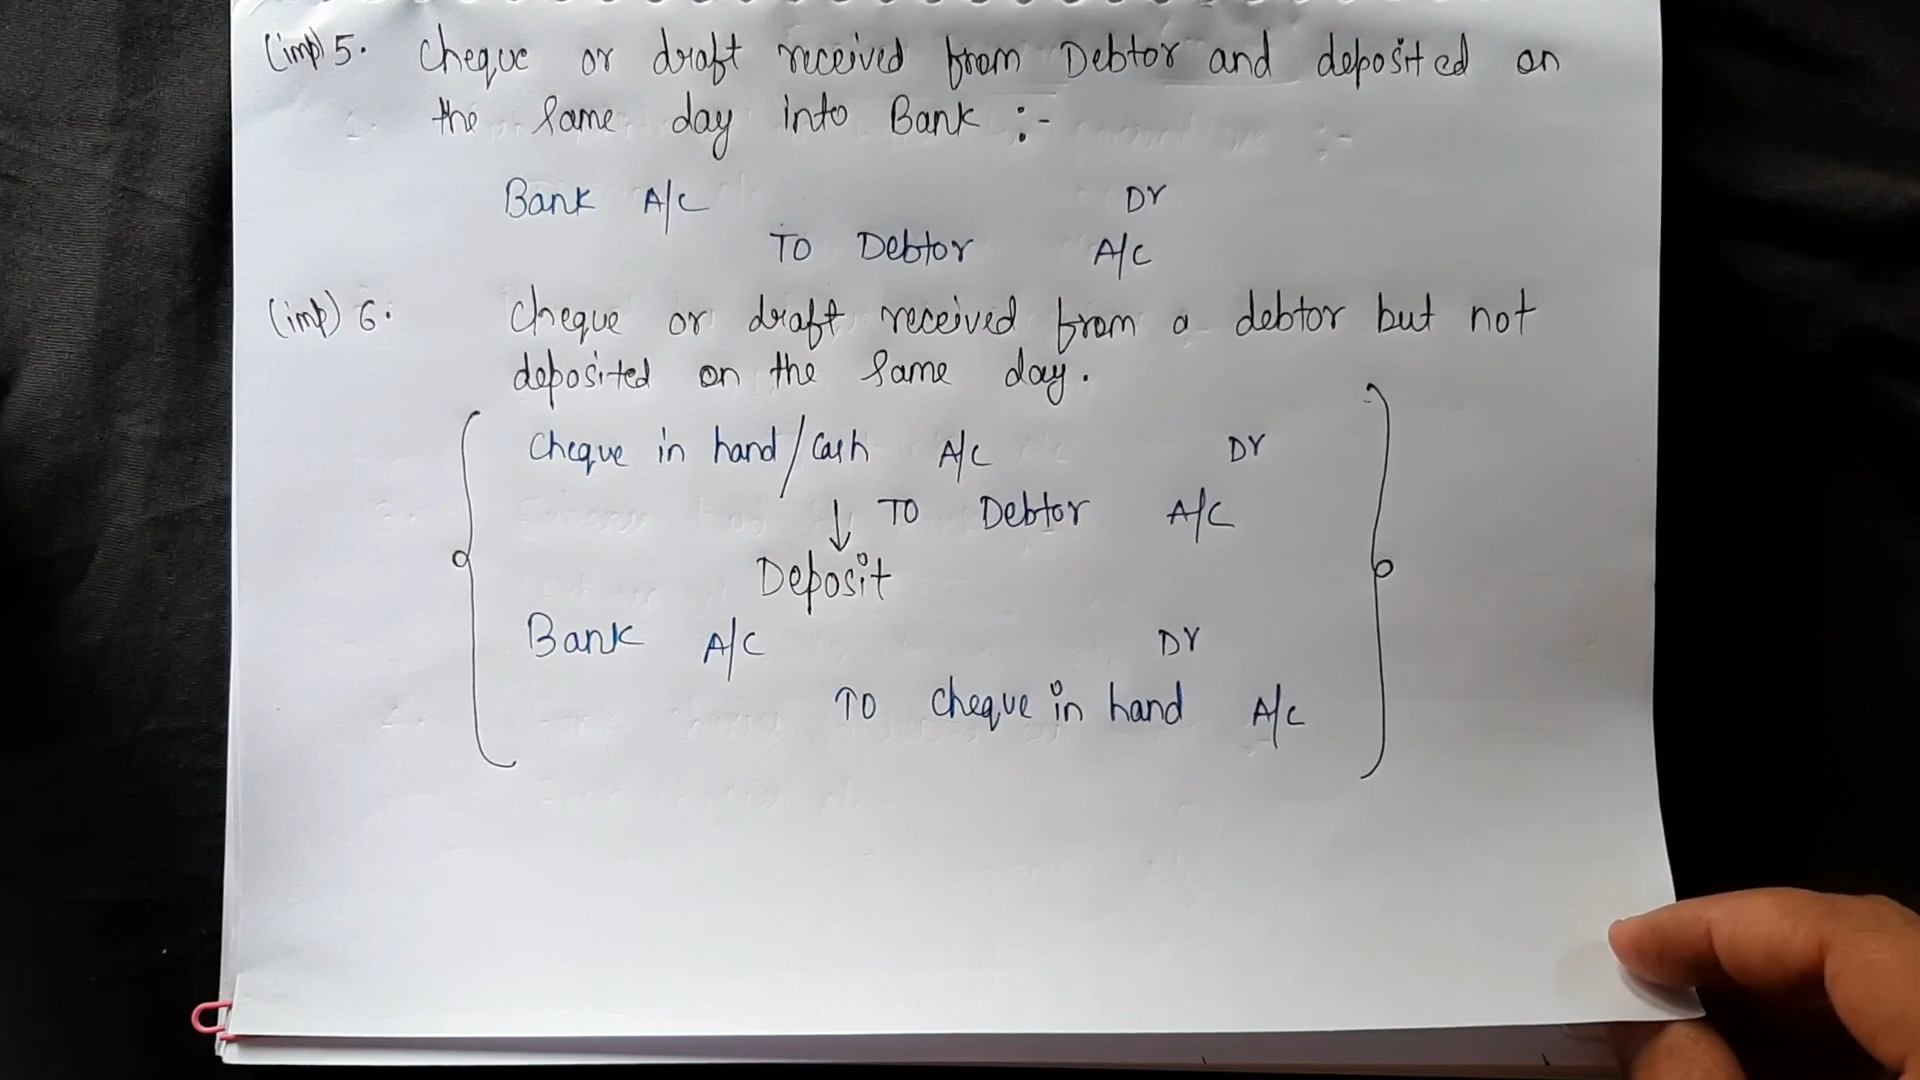 (imp) 5. Cheque or draft received from Debtor and deposited on
the same day into Bank :-
Bank A/C Dr
To Debtor A/C
(imp) 6. Cheque or draft received from a debtor but not
deposited on the same day.
Cheque in hand/Cash A/C Dr
↓ To Debtor A/C
Deposit
Bank A/C Dr
To Cheque in hand A/C